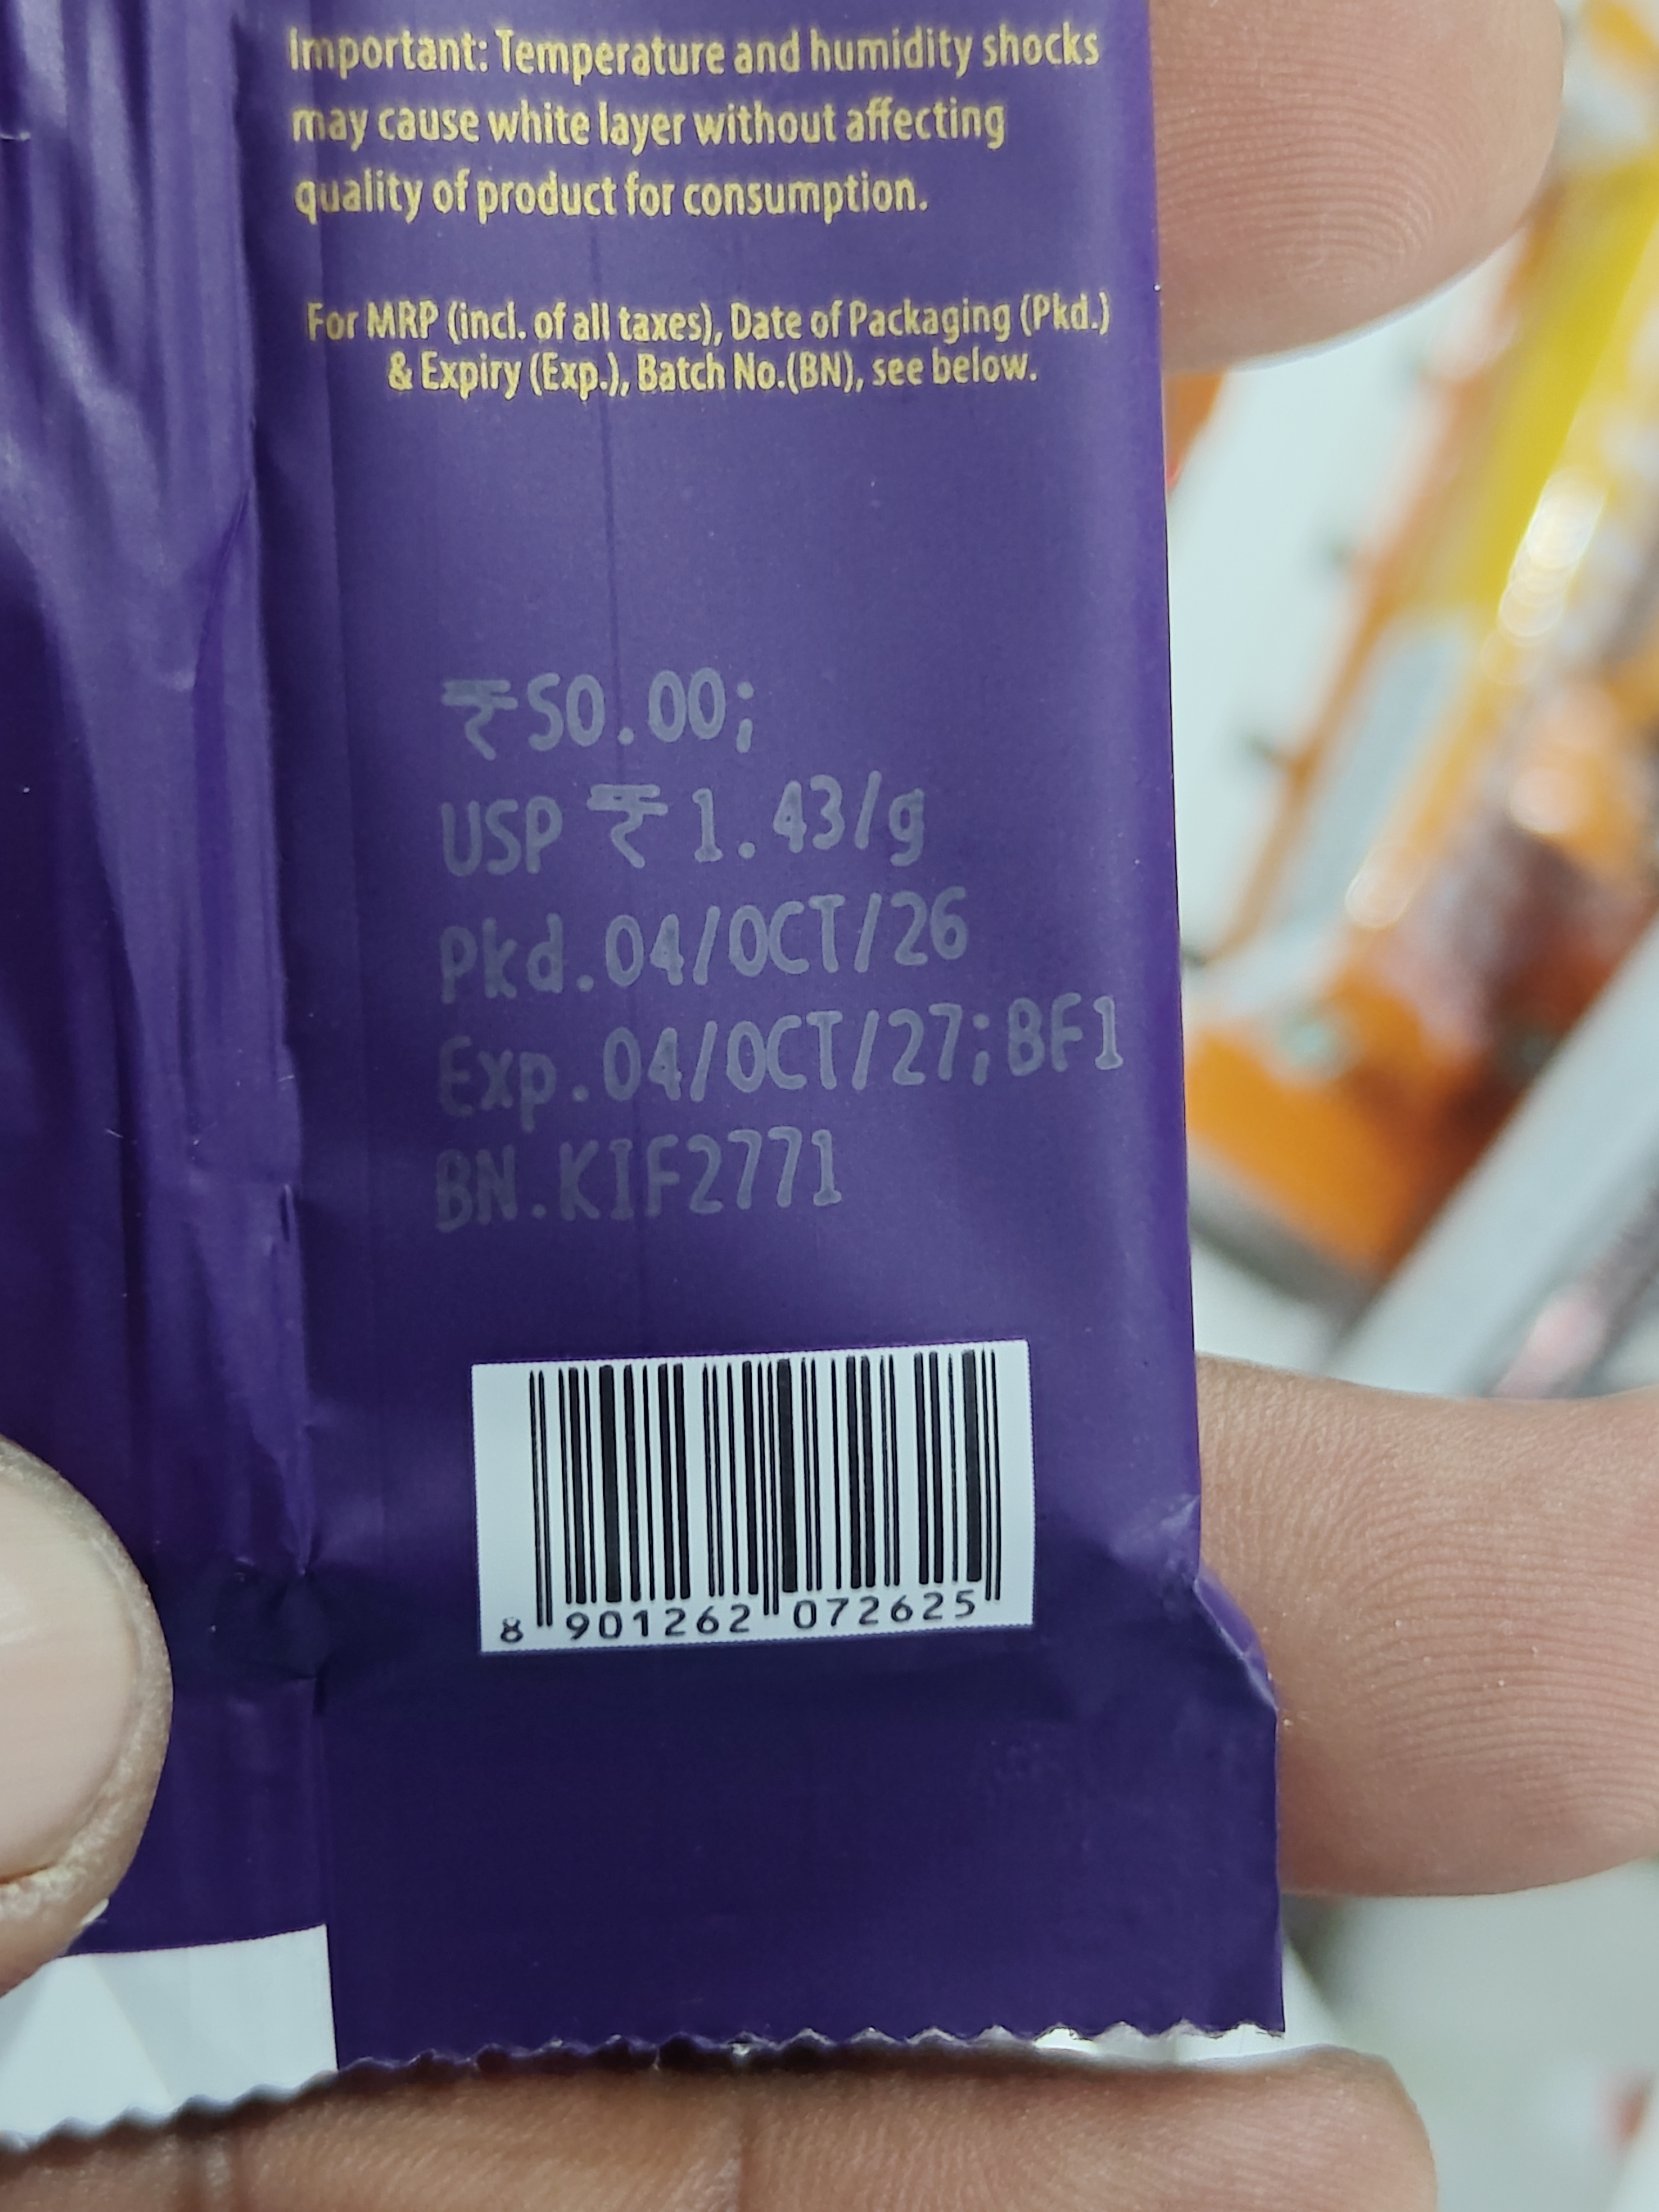 Important: Temperature and humidity shocks
may cause white layer without affecting
quality of product for consumption.
For MRP (incl. of all taxes), Date of Packaging (Pkd.)
& Expiry (Exp.), Batch No.(BN), see below.
₹50.00;
USP ₹1.43/g
Pkd.04/OCT/26
Exp.04/OCT/27;BF1
BN.KIF2771
8 901262 072625